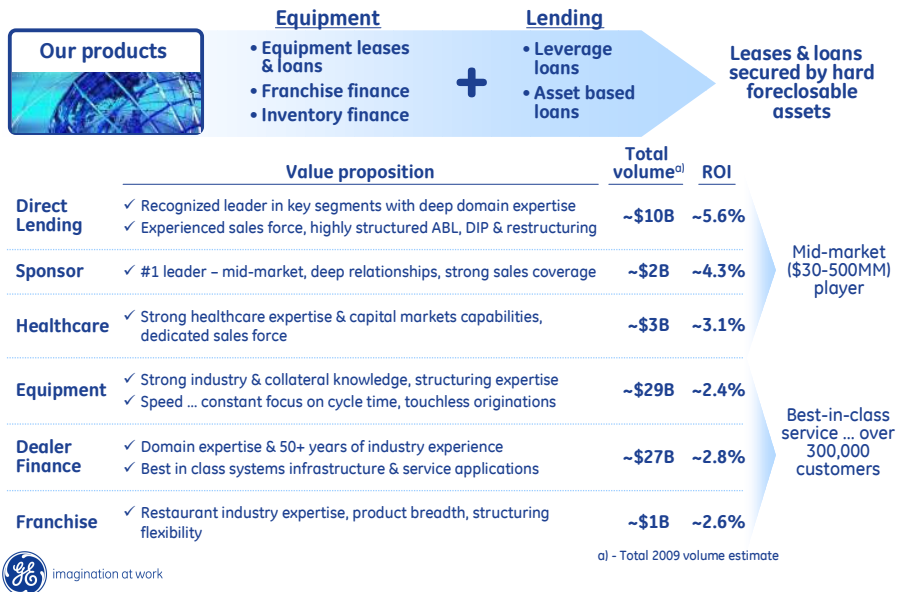 Our products
Equipment
• Equipment leases
& loans
• Franchise finance
• Inventory finance
+
Lending
• Leverage
loans
• Asset based
loans
Leases & loans
secured by hard
foreclosable
assets
Value proposition
Total
volumea)
ROI
Direct
Lending
✓ Recognized leader in key segments with deep domain expertise
✓ Experienced sales force, highly structured ABL, DIP & restructuring
~$10B ~5.6%
Sponsor
✓ #1 leader – mid-market, deep relationships, strong sales coverage
~$2B ~4.3%
Healthcare
✓ Strong healthcare expertise & capital markets capabilities,
dedicated sales force
~$3B ~3.1%
Mid-market
($30-500MM)
player
Equipment
✓ Strong industry & collateral knowledge, structuring expertise
✓ Speed ... constant focus on cycle time, touchless originations
~$29B ~2.4%
Dealer
Finance
✓ Domain expertise & 50+ years of industry experience
✓ Best in class systems infrastructure & service applications
~$27B ~2.8%
Franchise
✓ Restaurant industry expertise, product breadth, structuring
flexibility
~$1B ~2.6%
Best-in-class
service ... over
300,000
customers
a) - Total 2009 volume estimate
GE
imagination at work